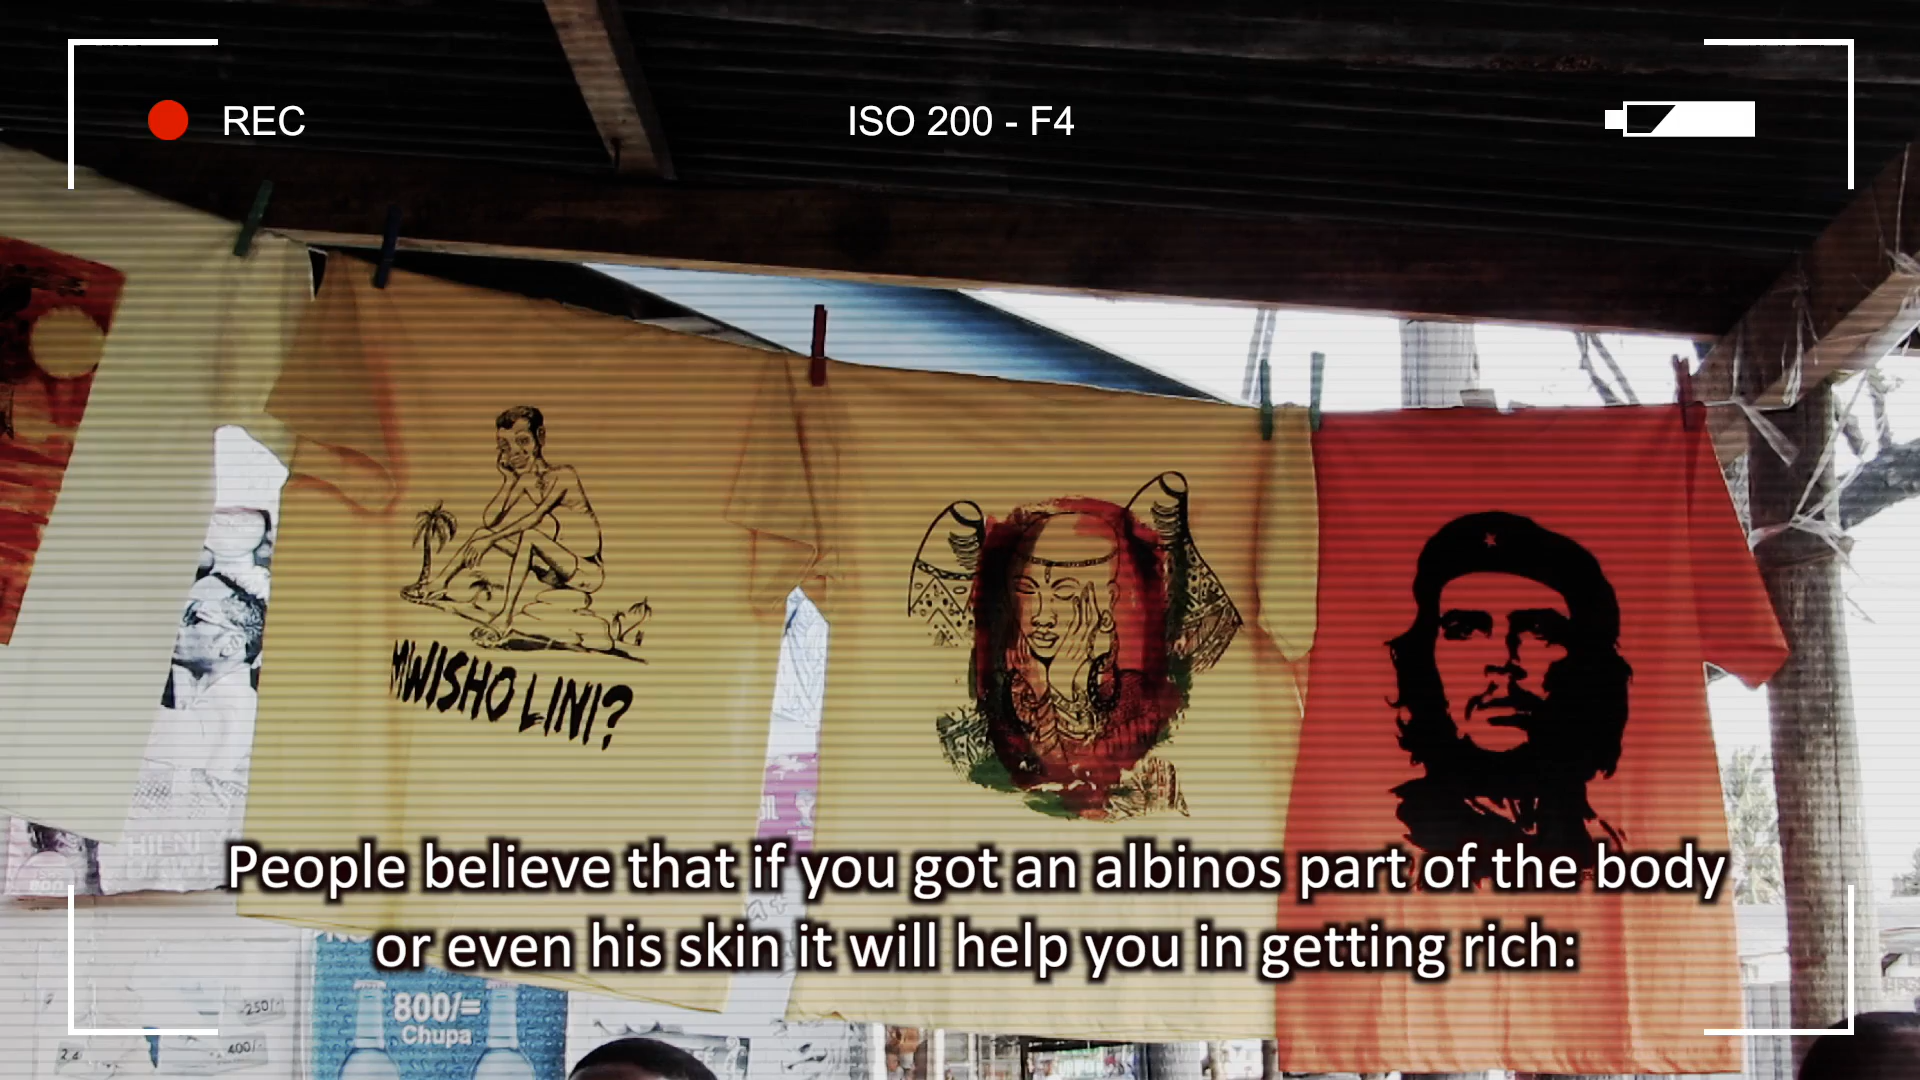 REC
ISO 200 - F4
MWISHO LINI?
People believe that if you got an albinos part of the body
or even his skin it will help you in getting rich:
800/=
Chupa
400/-